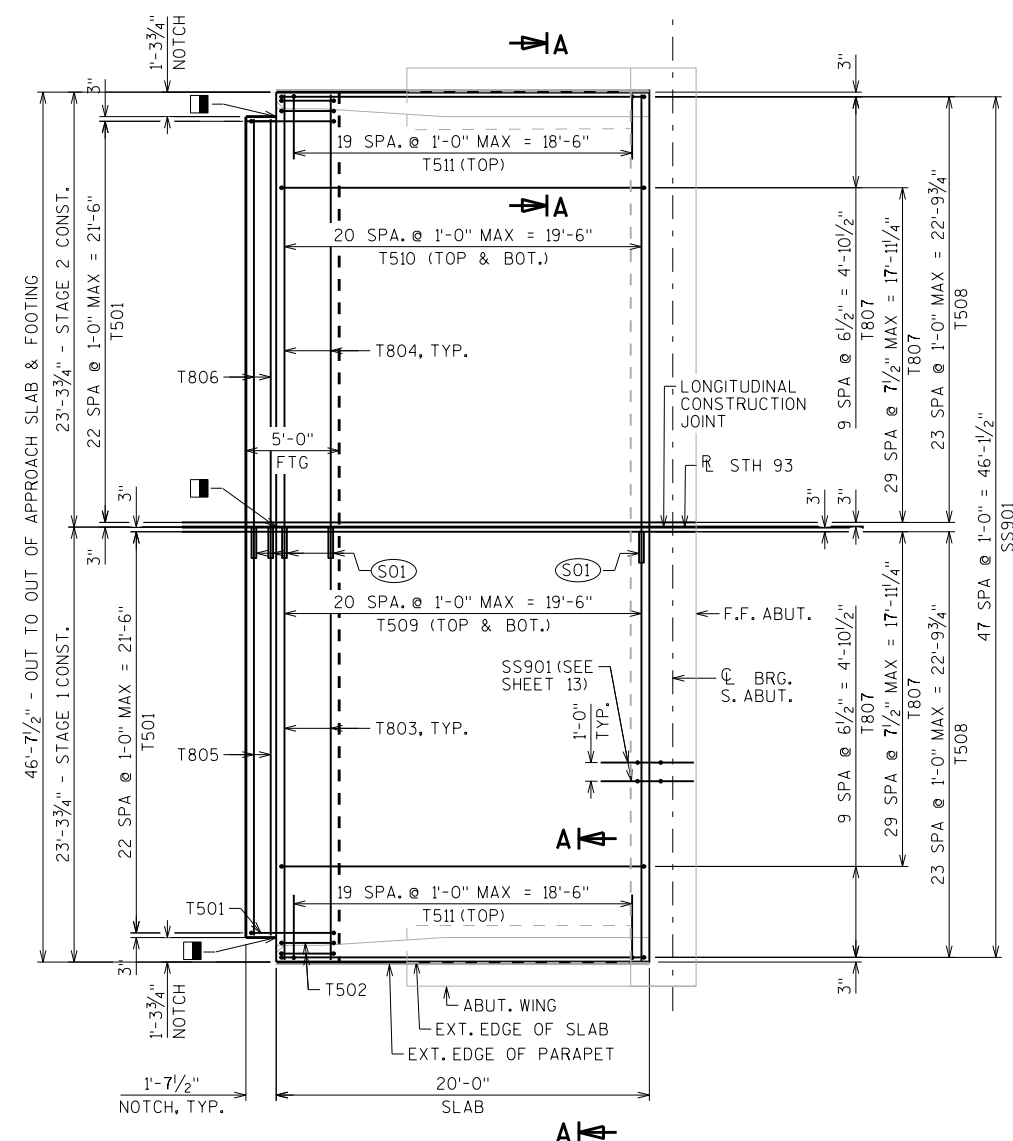 A
1'-3¾"
NOTCH
3"
3"
19 SPA. @ 1'-0" MAX = 18'-6"
T511 (TOP)
A
20 SPA. @ 1'-0" MAX = 19'-6"
T510 (TOP & BOT.)
46'-7½" - OUT TO OUT OF APPROACH SLAB & FOOTING
23'-3¾" - STAGE 2 CONST.
22 SPA @ 1'-0" MAX = 21'-6"
T501
T804, TYP.
T806
5'-0"
FTG
9 SPA @ 6½" = 4'-10½"
T807
29 SPA @ 7½" MAX = 17'-11¼"
T807
23 SPA @ 1'-0" MAX = 22'-9¾"
T508
LONGITUDINAL
CONSTRUCTION
JOINT
R STH 93
3"
3"
3"
3"
47 SPA @ 1'-0" = 46'-1½"
SS901
S01
S01
20 SPA. @ 1'-0" MAX = 19'-6"
T509 (TOP & BOT.)
F.F. ABUT.
SS901 (SEE
SHEET 13)
℄ BRG.
S. ABUT.
1'-0"
TYP.
23'-3¾" - STAGE 1 CONST.
22 SPA @ 1'-0" MAX = 21'-6"
T501
T803, TYP.
T805
9 SPA @ 6½" = 4'-10½"
T807
29 SPA @ 7½" MAX = 17'-11¼"
T807
23 SPA @ 1'-0" MAX = 22'-9¾"
T508
A
19 SPA. @ 1'-0" MAX = 18'-6"
T511 (TOP)
T501
3"
3"
T502
1'-3¾"
NOTCH
ABUT. WING
EXT. EDGE OF SLAB
EXT. EDGE OF PARAPET
1'-7½"
NOTCH, TYP.
20'-0"
SLAB
A